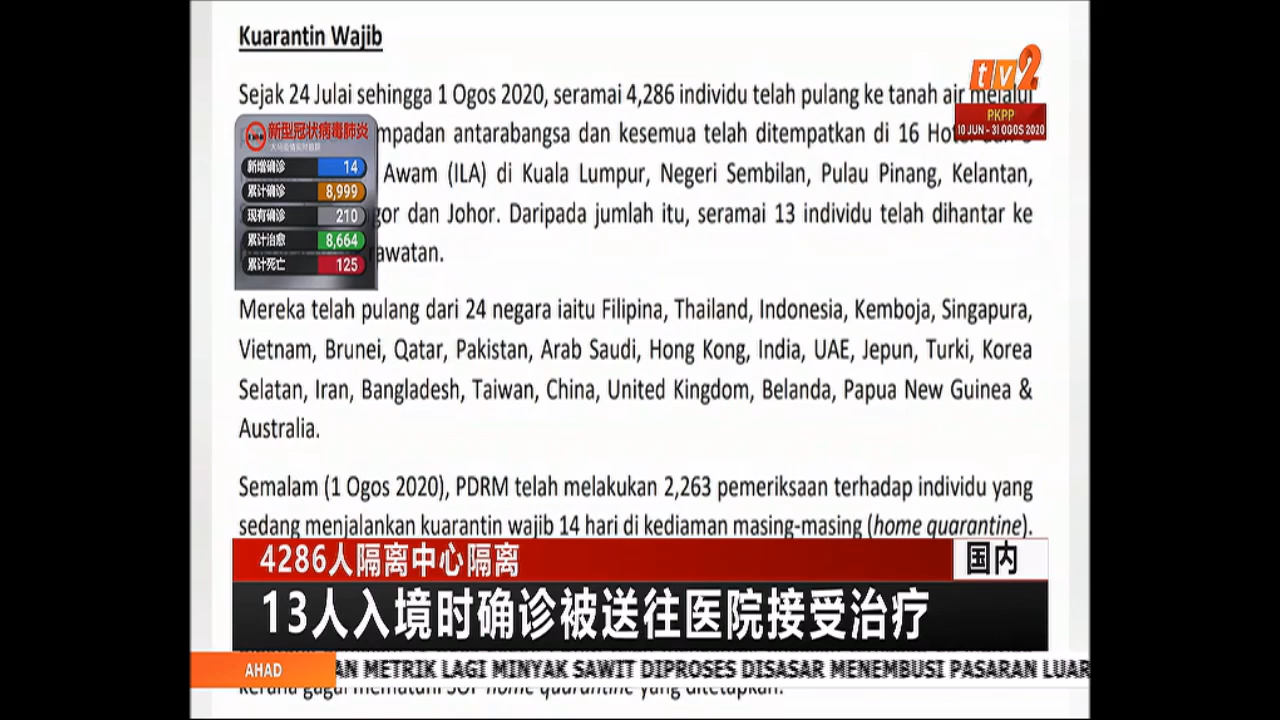 Kuarantin Wajib
Sejak 24 Julai sehingga 1 Ogos 2020, seramai 4,286 individu telah pulang ke tanah air melalui
tv2
PKPP
10 JUN - 31 OGOS 2020
mpadan antarabangsa dan kesemua telah ditempatkan di 16
Awam (ILA) di Kuala Lumpur, Negeri Sembilan, Pulau Pinang, Kelantan,
gor dan Johor. Daripada jumlah itu, seramai 13 individu telah dihantar ke
rawatan.
新型冠状病毒肺炎
新增确诊 14
累计确诊 8,999
现有确诊 210
累计治愈 8,664
累计死亡 125
Mereka telah pulang dari 24 negara iaitu Filipina, Thailand, Indonesia, Kemboja, Singapura,
Vietnam, Brunei, Qatar, Pakistan, Arab Saudi, Hong Kong, India, UAE, Jepun, Turki, Korea
Selatan, Iran, Bangladesh, Taiwan, China, United Kingdom, Belanda, Papua New Guinea &
Australia.
Semalam (1 Ogos 2020), PDRM telah melakukan 2,263 pemeriksaan terhadap individu yang
sedang menjalankan kuarantin wajib 14 hari di kediaman masing-masing (home quarantine).
4286人隔离中心隔离
国内
13人入境时确诊被送往医院接受治疗
AHAD
AN METRIK LAGI MINYAK SAWIT DIPROSES DISASAR MENEMBUSI PASARAN LUAR
kerana gagal mematuhi SOP home quarantine yang ditetapkan.